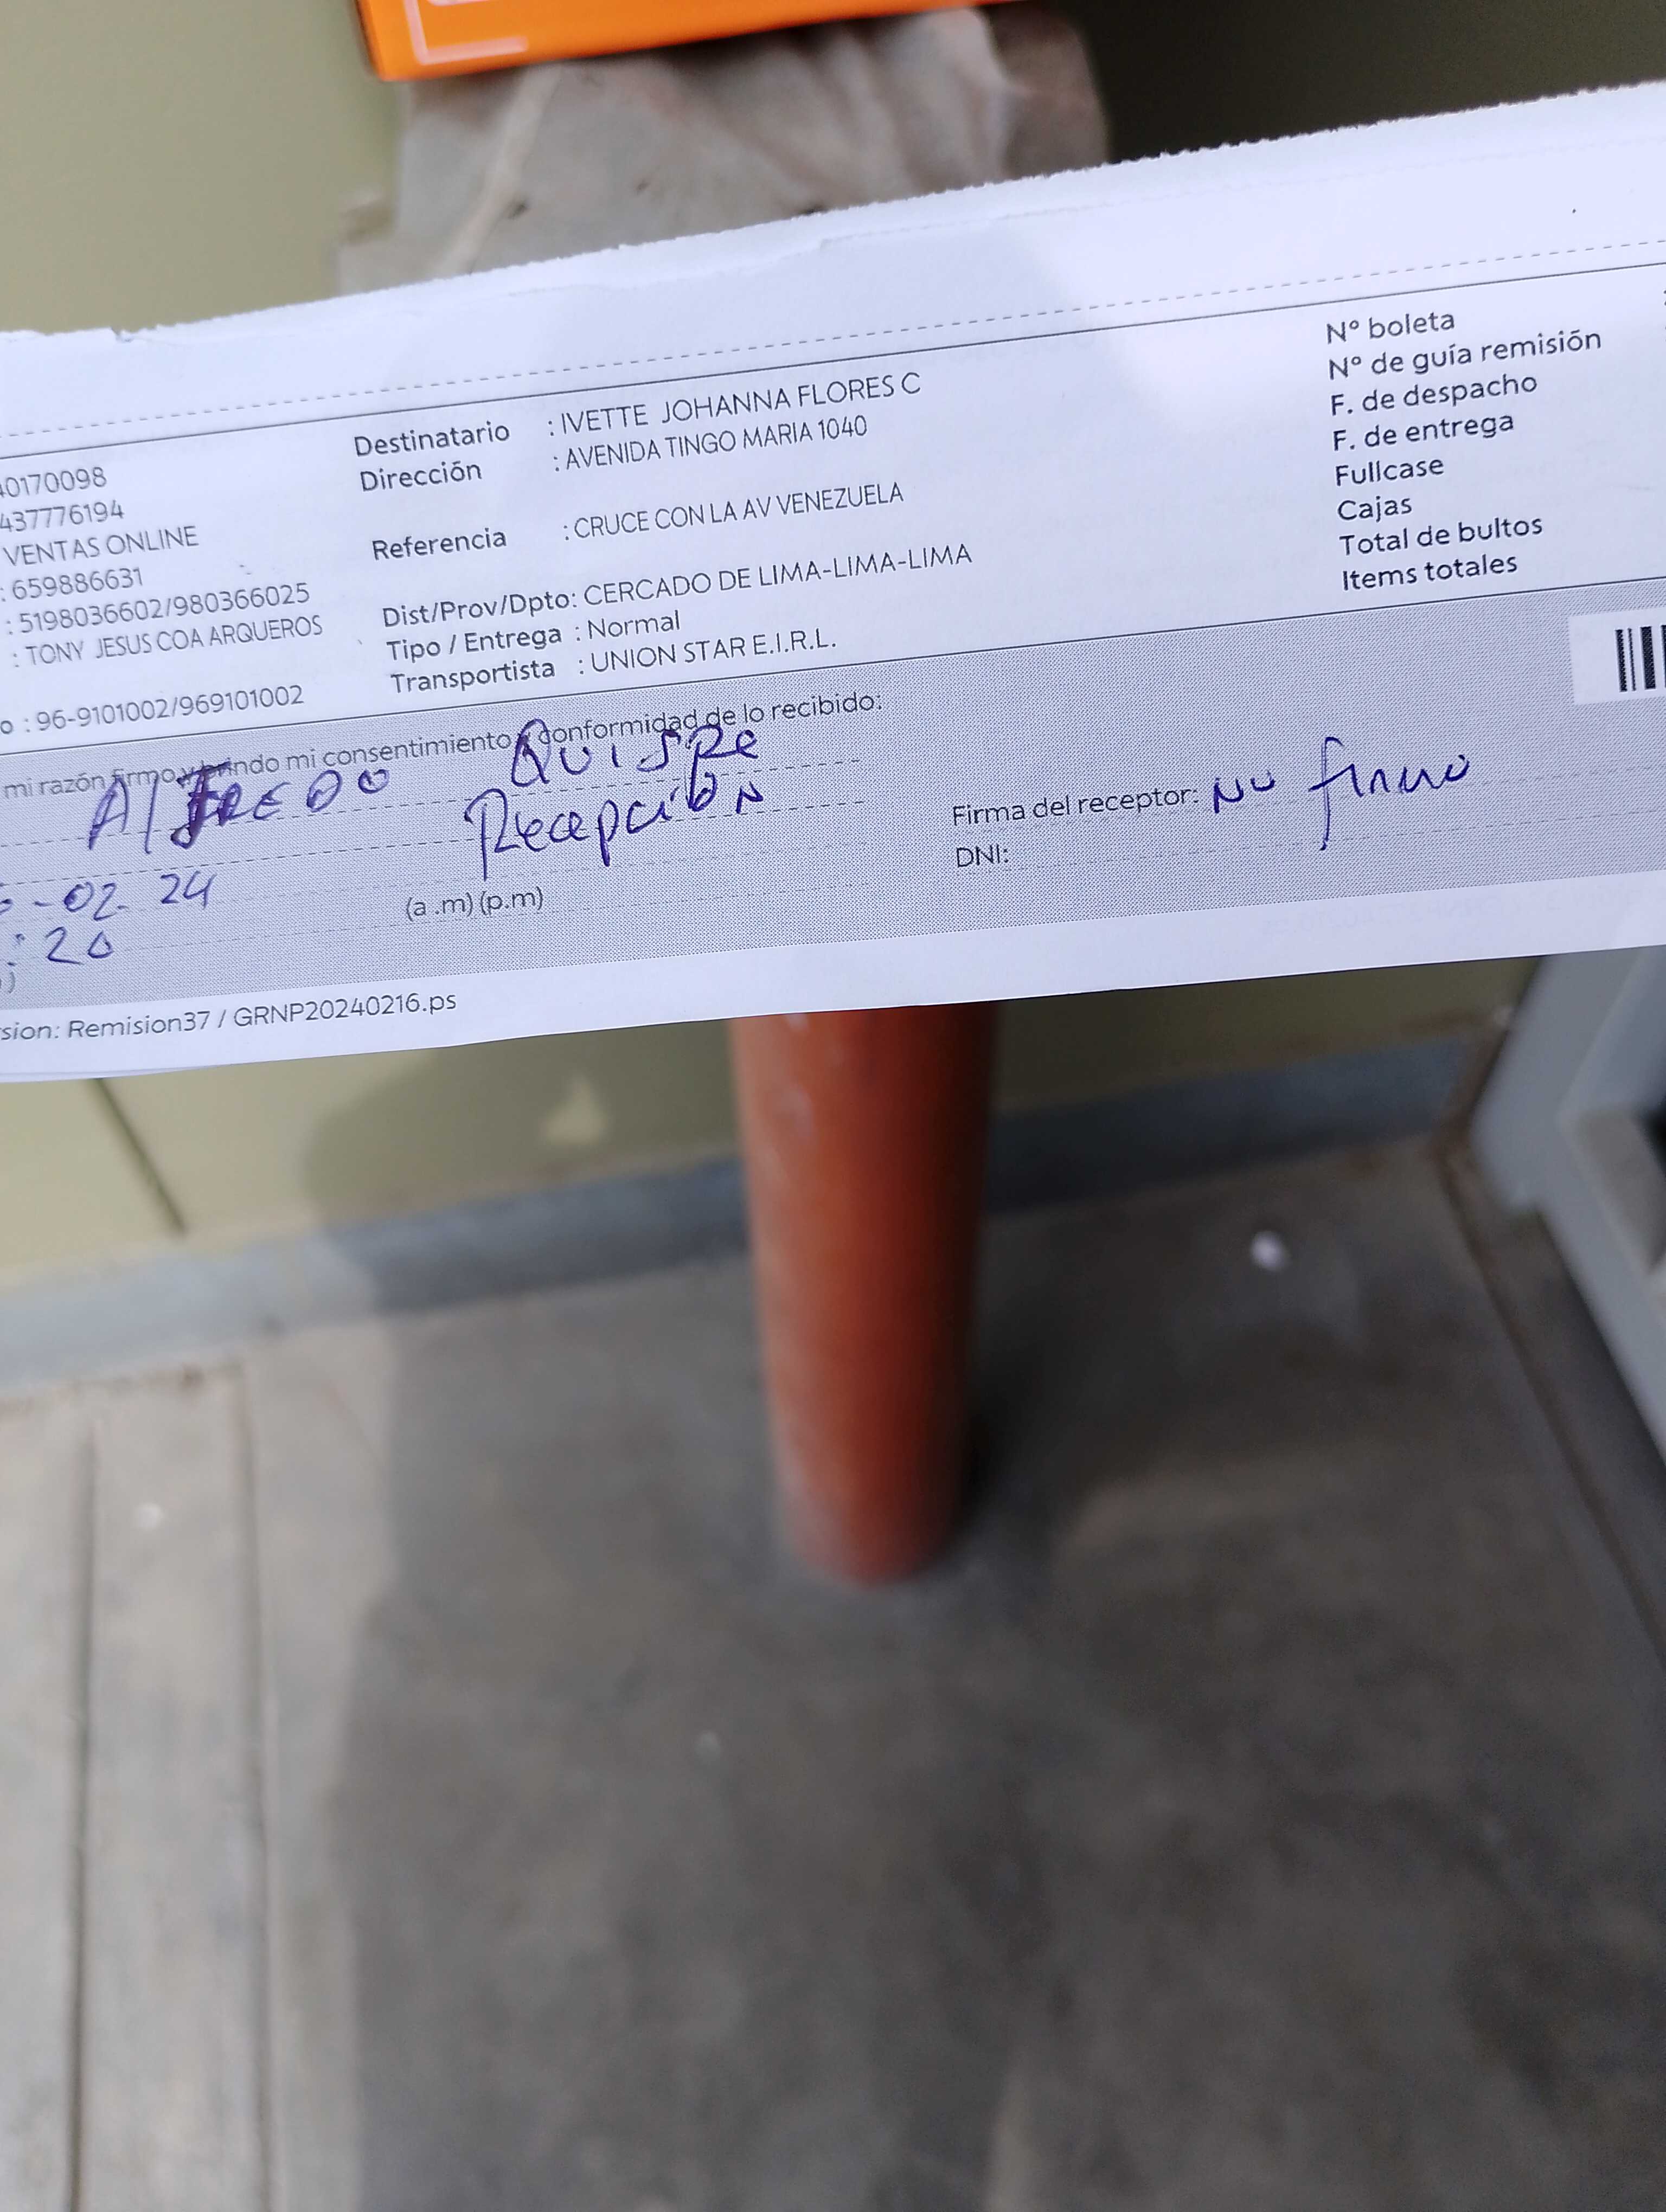 40170098
437776194
VENTAS ONLINE
: 659886631
: 5198036602/980366025
: TONY JESUS COA ARQUEROS
o : 96-9101002/969101002
Destinatario : IVETTE JOHANNA FLORES C
Dirección : AVENIDA TINGO MARIA 1040
Referencia : CRUCE CON LA AV VENEZUELA
Dist/Prov/Dpto: CERCADO DE LIMA-LIMA-LIMA
Tipo / Entrega : Normal
Transportista : UNION STAR E.I.R.L.
Nº boleta
Nº de guía remisión
F. de despacho
F. de entrega
Fullcase
Cajas
Total de bultos
Items totales
mi razón firmo y brindo mi consentimiento y conformidad de lo recibido:
AlFREDO QUISPe
Recepción
-02-24
: 20
(a .m) (p.m)
Firma del receptor: No firmo
DNI:
sion: Remision37 / GRNP20240216.ps